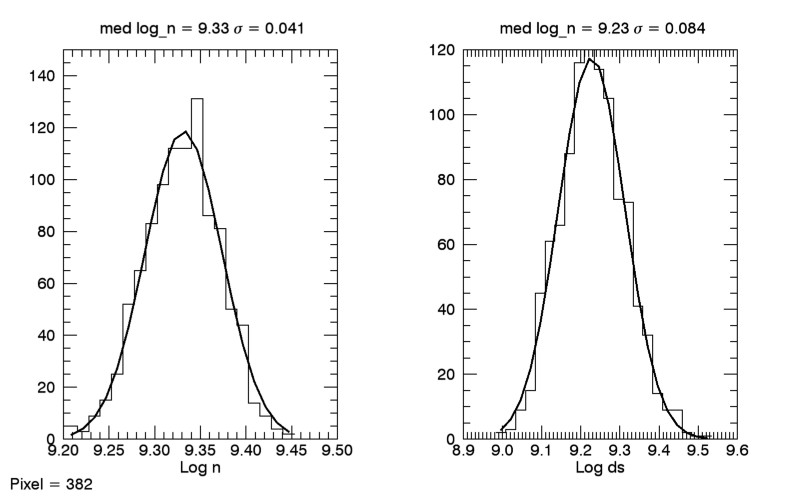 med log_n = 9.33 σ = 0.041
med log_n = 9.23 σ = 0.084
140
120
100
80
60
40
20
0
9.20 9.25 9.30 9.35 9.40 9.45 9.50
Log n
120
100
80
60
40
20
0
8.9 9.0 9.1 9.2 9.3 9.4 9.5 9.6
Log ds
Pixel = 382